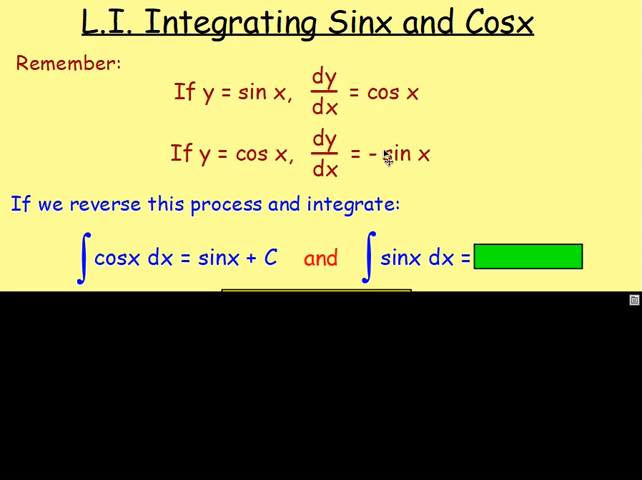 L.I. Integrating Sinx and Cosx
Remember:
If y = sin x, dy/dx = cos x
If y = cos x, dy/dx = - sin x
If we reverse this process and integrate:
∫cosx dx = sinx + C and ∫sinx dx =